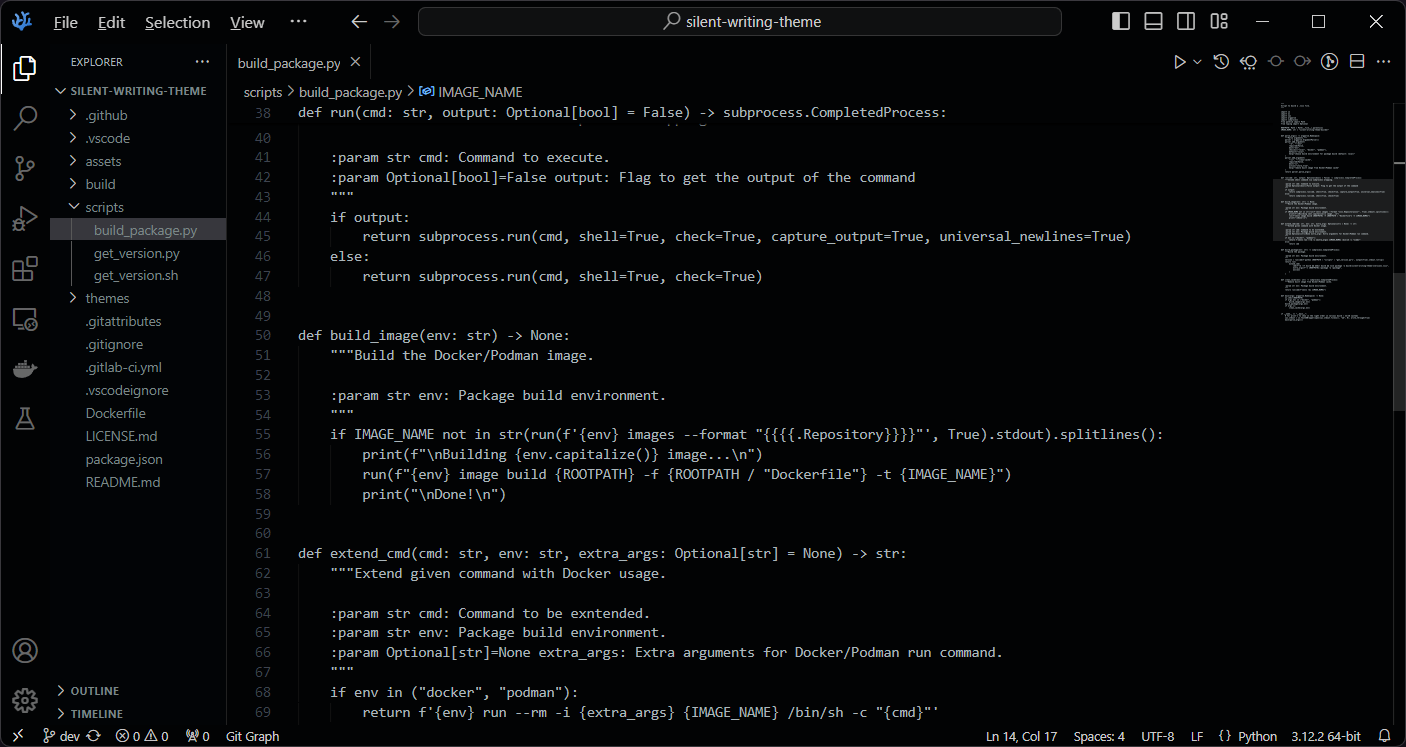 File Edit Selection View ··· silent-writing-theme
EXPLORER ···
SILENT-WRITING-THEME
.github
.vscode
assets
build
scripts
build_package.py
get_version.py
get_version.sh
themes
.gitattributes
.gitignore
.gitlab-ci.yml
.vscodeignore
Dockerfile
LICENSE.md
package.json
README.md
OUTLINE
TIMELINE
build_package.py
scripts > build_package.py > IMAGE_NAME
38 def run(cmd: str, output: Optional[bool] = False) -> subprocess.CompletedProcess:
40
41     :param str cmd: Command to execute.
42     :param Optional[bool]=False output: Flag to get the output of the command
43     """
44     if output:
45         return subprocess.run(cmd, shell=True, check=True, capture_output=True, universal_newlines=True)
46     else:
47         return subprocess.run(cmd, shell=True, check=True)
48
49
50 def build_image(env: str) -> None:
51     """Build the Docker/Podman image.
52
53     :param str env: Package build environment.
54     """
55     if IMAGE_NAME not in str(run(f'{env} images --format "{{{{.Repository}}}}"', True).stdout).splitlines():
56         print(f"\nBuilding {env.capitalize()} image...\n")
57         run(f"{env} image build {ROOTPATH} -f {ROOTPATH / "Dockerfile"} -t {IMAGE_NAME}")
58         print("\nDone!\n")
59
60
61 def extend_cmd(cmd: str, env: str, extra_args: Optional[str] = None) -> str:
62     """Extend given command with Docker usage.
63
64     :param str cmd: Command to be exntended.
65     :param str env: Package build environment.
66     :param Optional[str]=None extra_args: Extra arguments for Docker/Podman run command.
67     """
68     if env in ("docker", "podman"):
69         return f'{env} run --rm -i {extra_args} {IMAGE_NAME} /bin/sh -c "{cmd}"'
dev 0 0 0 Git Graph Ln 14, Col 17 Spaces: 4 UTF-8 LF {} Python 3.12.2 64-bit